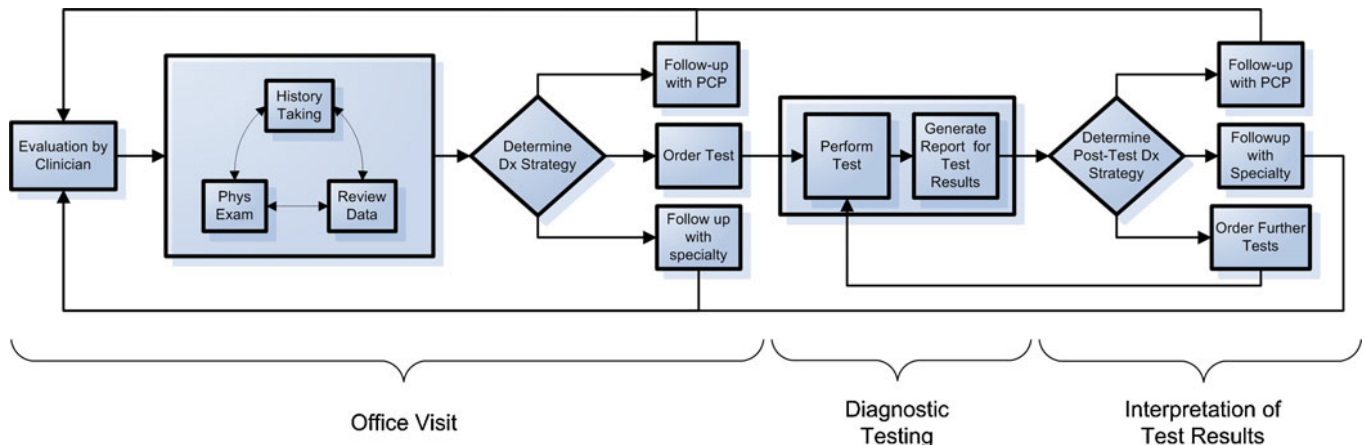 Evaluation by
Clinician
History
Taking
Phys
Exam
Review
Data
Determine
Dx Strategy
Follow-up
with PCP
Order Test
Follow up
with
specialty
Perform
Test
Generate
Report for
Test
Results
Determine
Post-Test Dx
Strategy
Follow-up
with PCP
Followup
with
Specialty
Order Further
Tests
Office Visit
Diagnostic
Testing
Interpretation of
Test Results